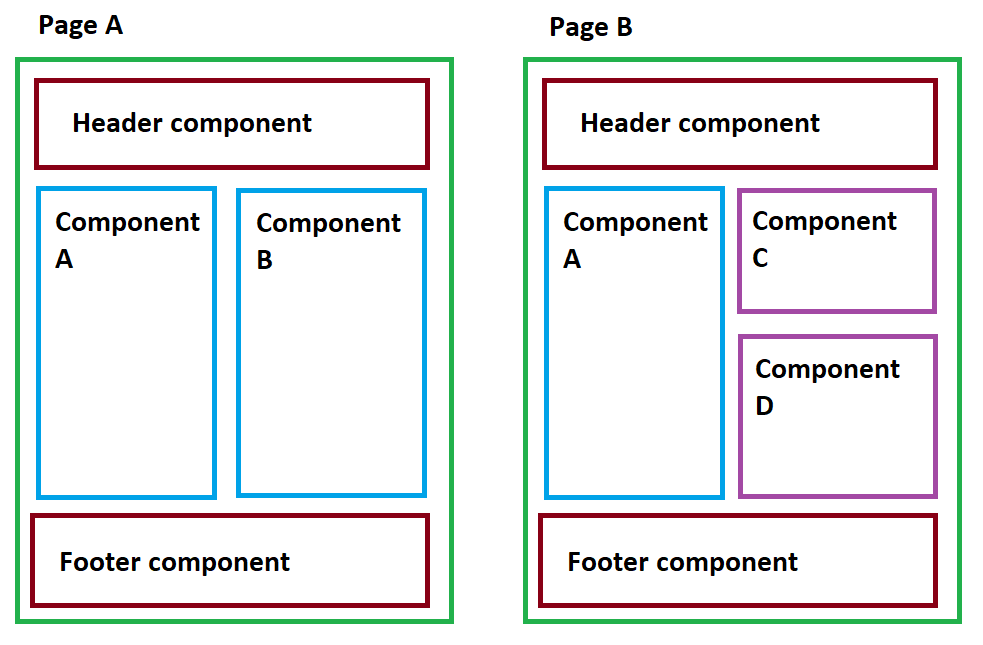 Page A
Header component
Component
A
Component
B
Footer component
Page B
Header component
Component
A
Component
C
Component
D
Footer component